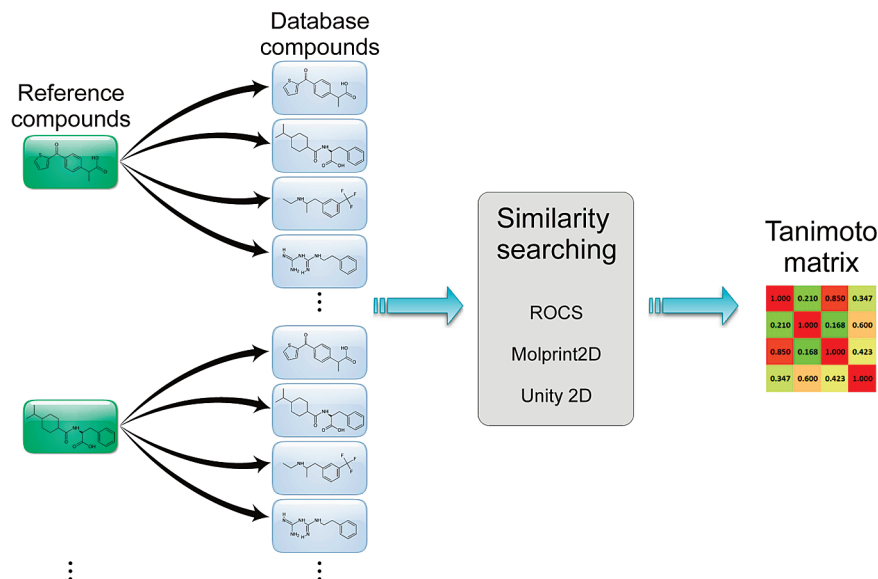 Database
compounds
Reference
compounds
Similarity
searching
ROCS
Molprint2D
Unity 2D
Tanimoto
matrix
1.000 0.210 0.850 0.347
0.210 1.000 0.168 0.600
0.850 0.168 1.000 0.423
0.347 0.600 0.423 1.000